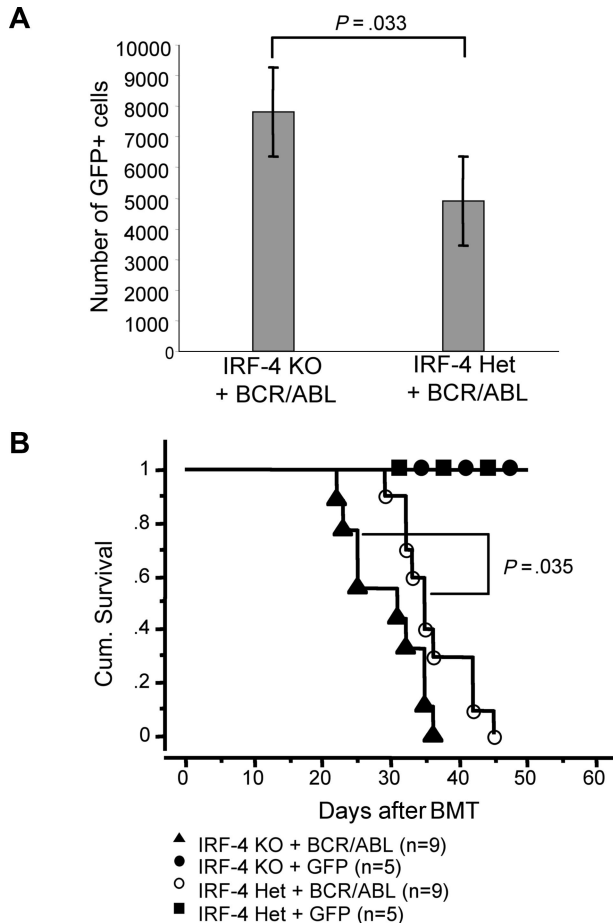 A
P = .033
Number of GFP+ cells
10000
9000
8000
7000
6000
5000
4000
3000
2000
1000
0
IRF-4 KO
+ BCR/ABL
IRF-4 Het
+ BCR/ABL
B
Cum. Survival
1
.8
.6
.4
.2
0
P = .035
0 10 20 30 40 50 60
Days after BMT
IRF-4 KO + BCR/ABL (n=9)
IRF-4 KO + GFP (n=5)
IRF-4 Het + BCR/ABL (n=9)
IRF-4 Het + GFP (n=5)